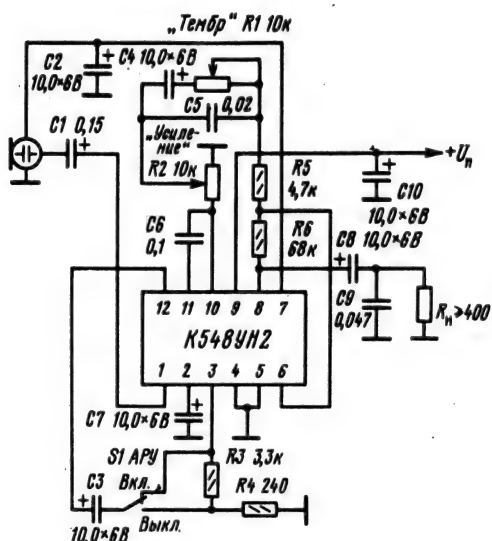 „Тембр“ R1 10к
C2
10,0×6В
C4 10,0×6В
C5 0,02
C1 0,15
„Усиле-
ние“
R2 10к
R5
4,7к
+Uп
C10
10,0×6В
C6
0,1
R6
68к
C8
10,0×6В
C9
0,047
Rн≥400
12 11 10 9 8 7
К548УН2
1 2 3 4 5 6
C7 10,0×6В
S1 АРУ
Вкл.
R3 3,3к
R4 240
C3
Выкл.
10,0×6В